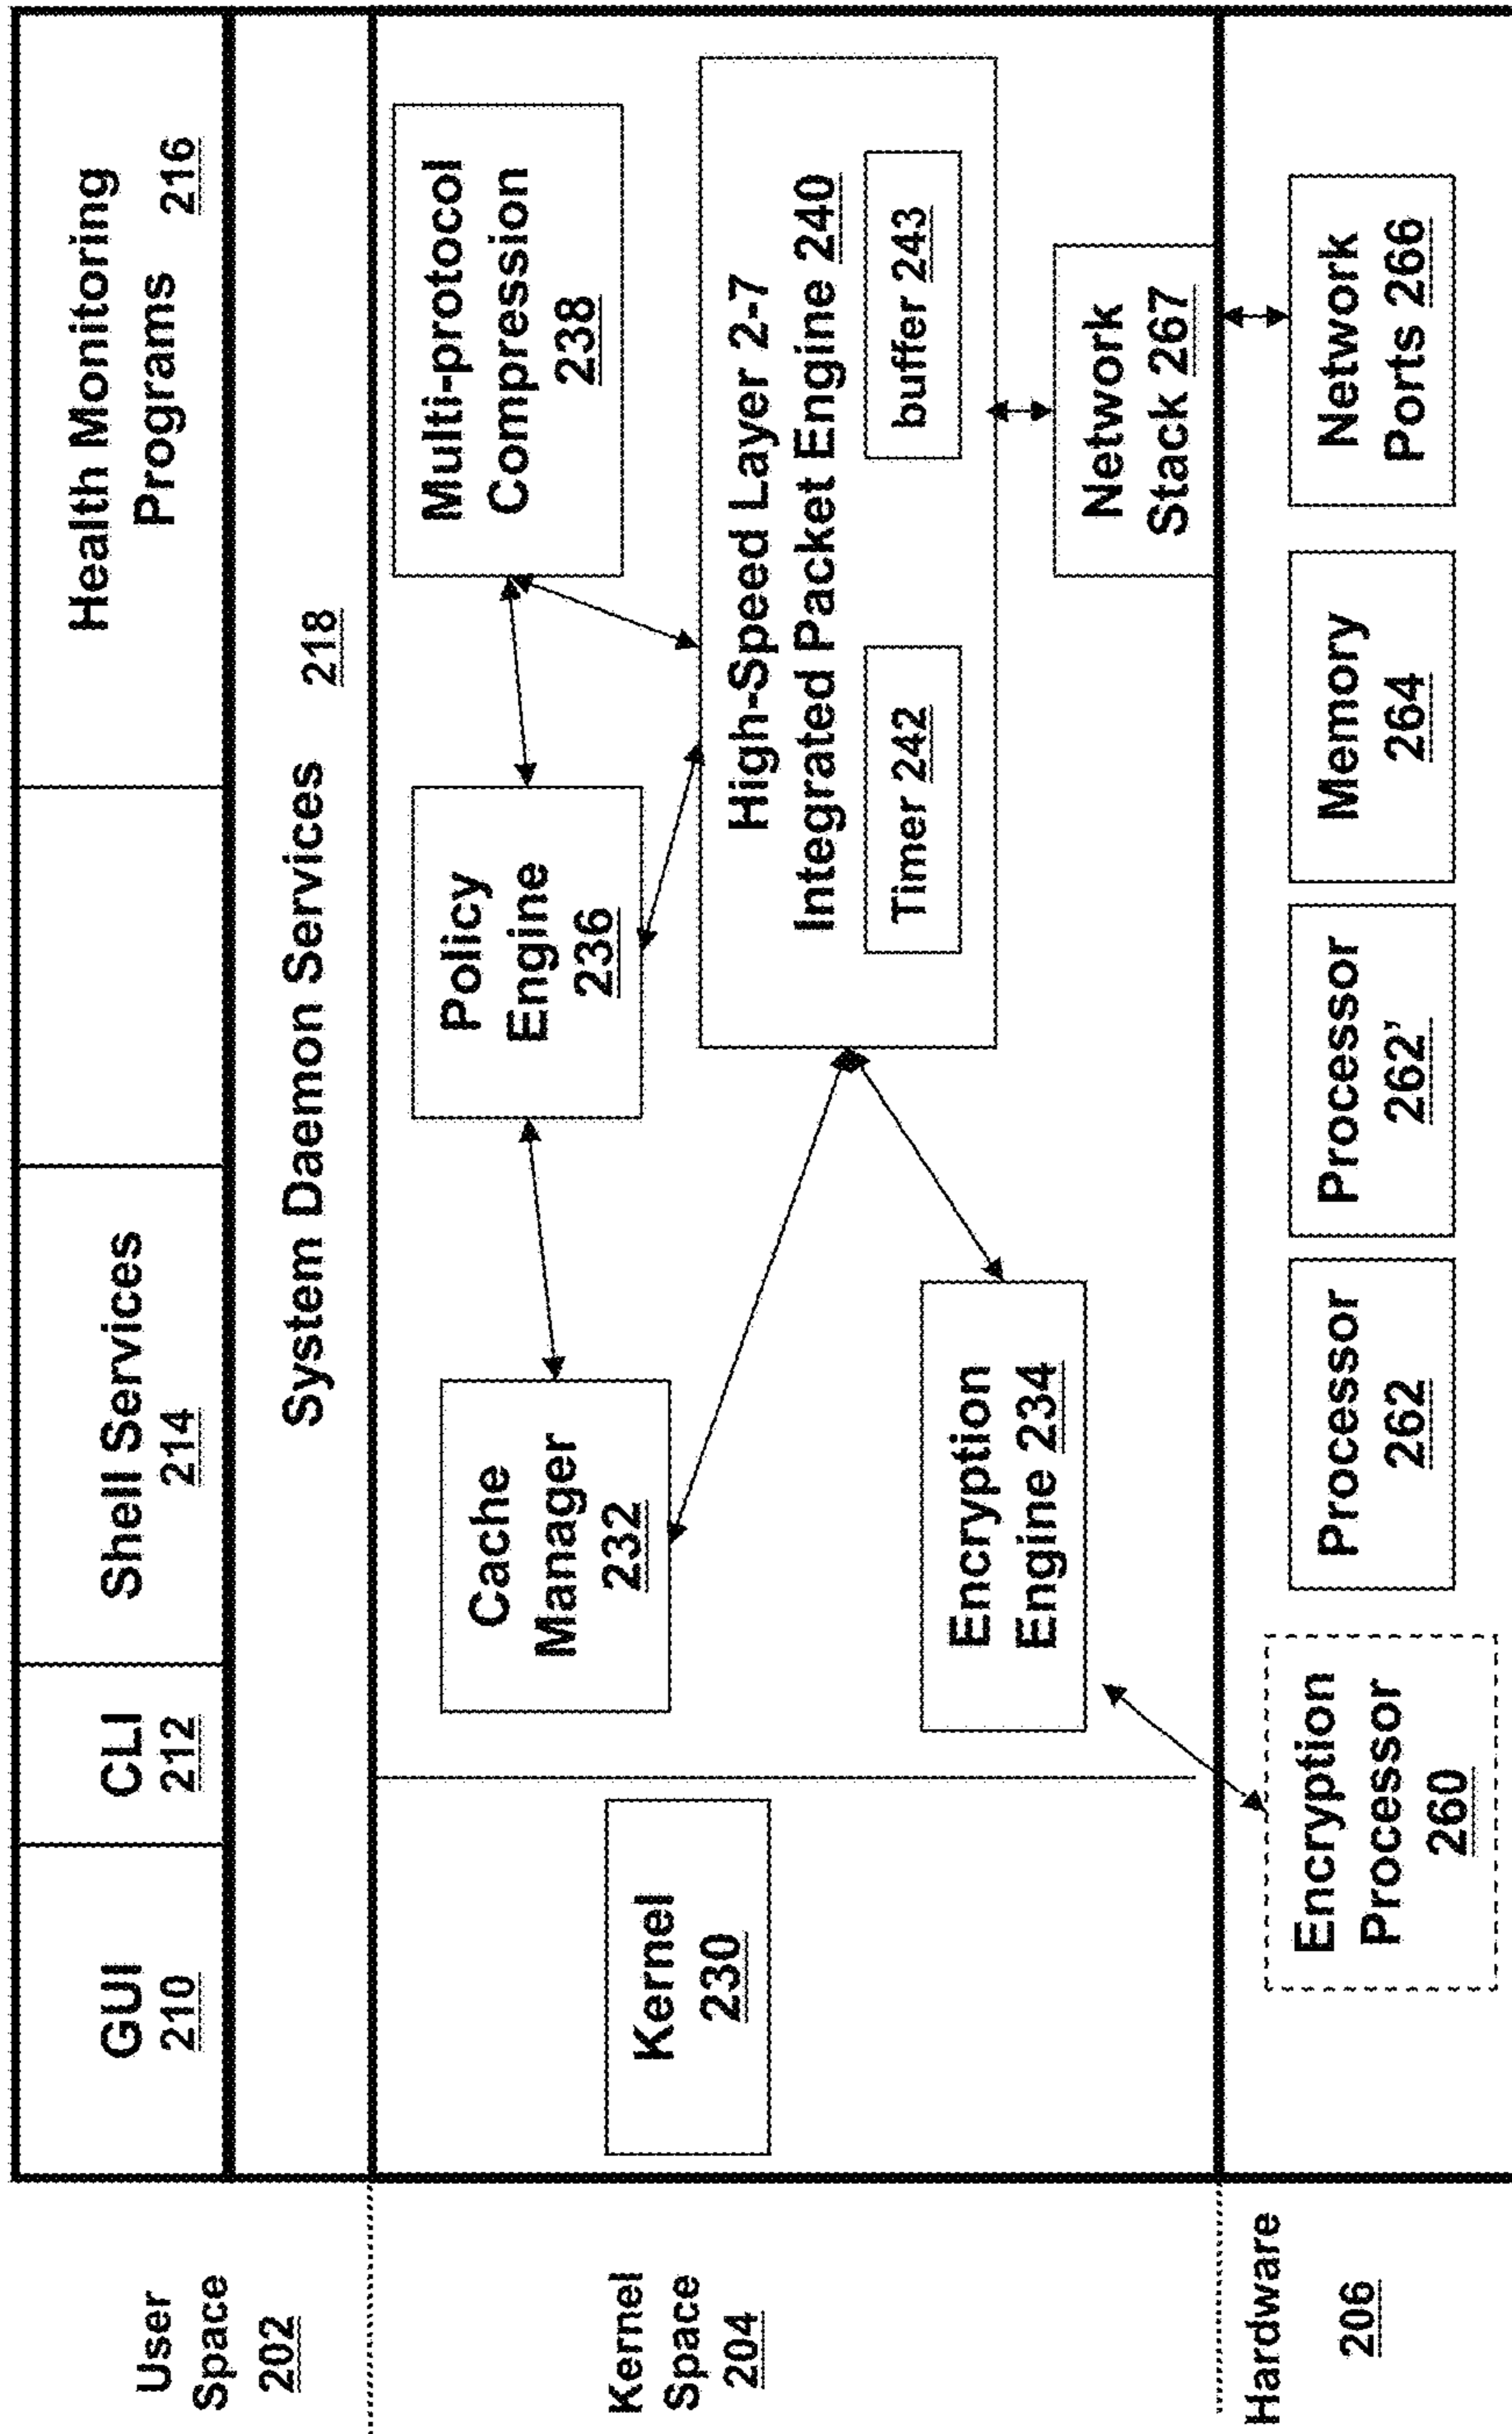 User
Space
202
GUI
210
CLI
212
Shell Services
214
Health Monitoring
Programs 216
System Daemon Services 218
Kernel
Space
204
Kernel
230
Cache
Manager
232
Policy
Engine
236
Multi-protocol
Compression
238
High-Speed Layer 2-7
Integrated Packet Engine 240
Timer 242
buffer 243
Encryption
Engine 234
Network
Stack 267
Hardware
206
Encryption
Processor
260
Processor
262
Processor
262’
Memory
264
Network
Ports 266